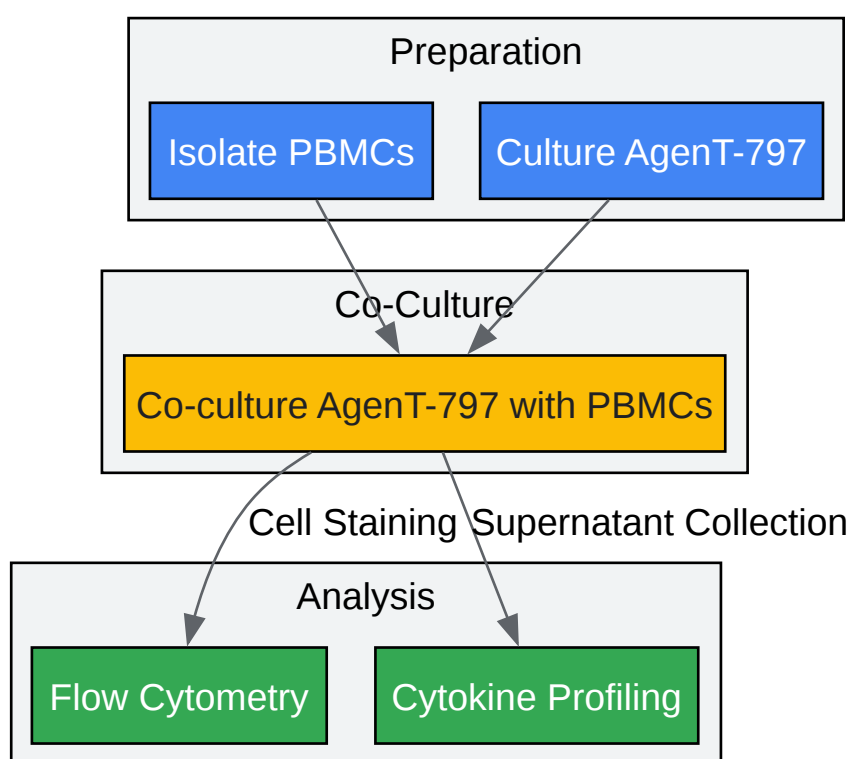 Preparation
Isolate PBMCs
Culture AgenT-797
Co-Culture
Co-culture AgenT-797 with PBMCs
Cell Staining
Supernatant Collection
Analysis
Flow Cytometry
Cytokine Profiling